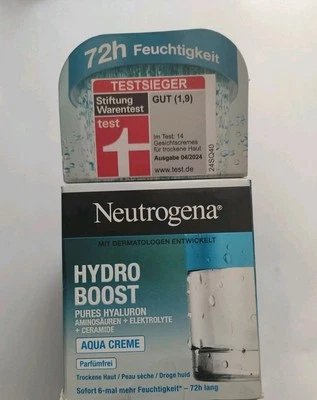 72h Feuchtigkeit
TESTSIEGER
Stiftung
Warentest
GUT (1,9)
test
1
Im Test: 14
Gesichtscremes
für trockene Haut
Ausgabe 04/2024
www.test.de
24SQ40
Neutrogena®
MIT DERMATOLOGEN ENTWICKELT
HYDRO
BOOST
PURES HYALURON
AMINOSÄUREN + ELEKTROLYTE
+ CERAMIDE
AQUA CREME
Parfümfrei
Trockene Haut / Peau sèche / Droge huid
Sofort 6-mal mehr Feuchtigkeit* – 72h lang